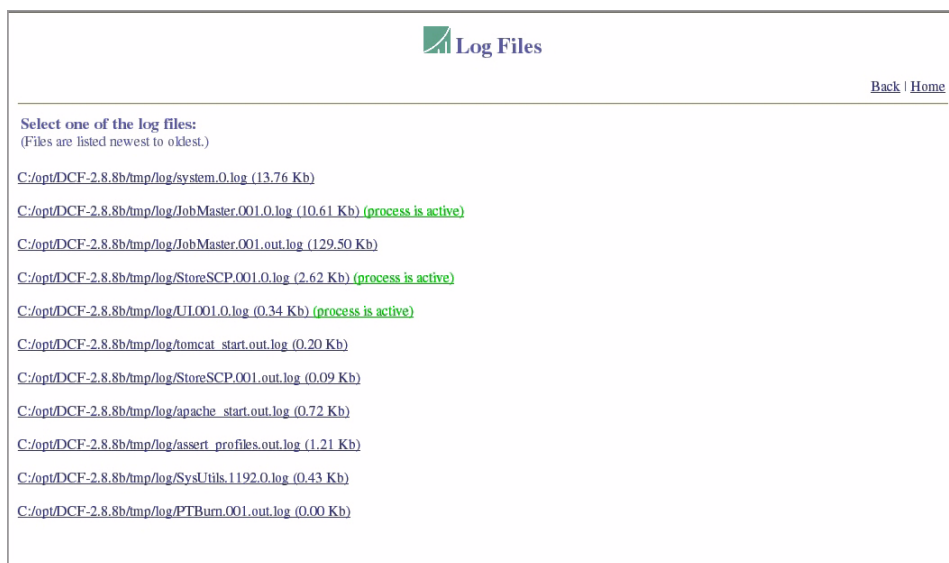 Log Files
Back | Home
Select one of the log files:
(Files are listed newest to oldest.)
C:/opt/DCF-2.8.8b/tmp/log/system.0.log (13.76 Kb)
C:/opt/DCF-2.8.8b/tmp/log/JobMaster.001.0.log (10.61 Kb) (process is active)
C:/opt/DCF-2.8.8b/tmp/log/JobMaster.001.out.log (129.50 Kb)
C:/opt/DCF-2.8.8b/tmp/log/StoreSCP.001.0.log (2.62 Kb) (process is active)
C:/opt/DCF-2.8.8b/tmp/log/UI.001.0.log (0.34 Kb) (process is active)
C:/opt/DCF-2.8.8b/tmp/log/tomcat_start.out.log (0.20 Kb)
C:/opt/DCF-2.8.8b/tmp/log/StoreSCP.001.out.log (0.09 Kb)
C:/opt/DCF-2.8.8b/tmp/log/apache_start.out.log (0.72 Kb)
C:/opt/DCF-2.8.8b/tmp/log/assert_profiles.out.log (1.21 Kb)
C:/opt/DCF-2.8.8b/tmp/log/SysUtils.1192.0.log (0.43 Kb)
C:/opt/DCF-2.8.8b/tmp/log/PTBurn.001.out.log (0.00 Kb)